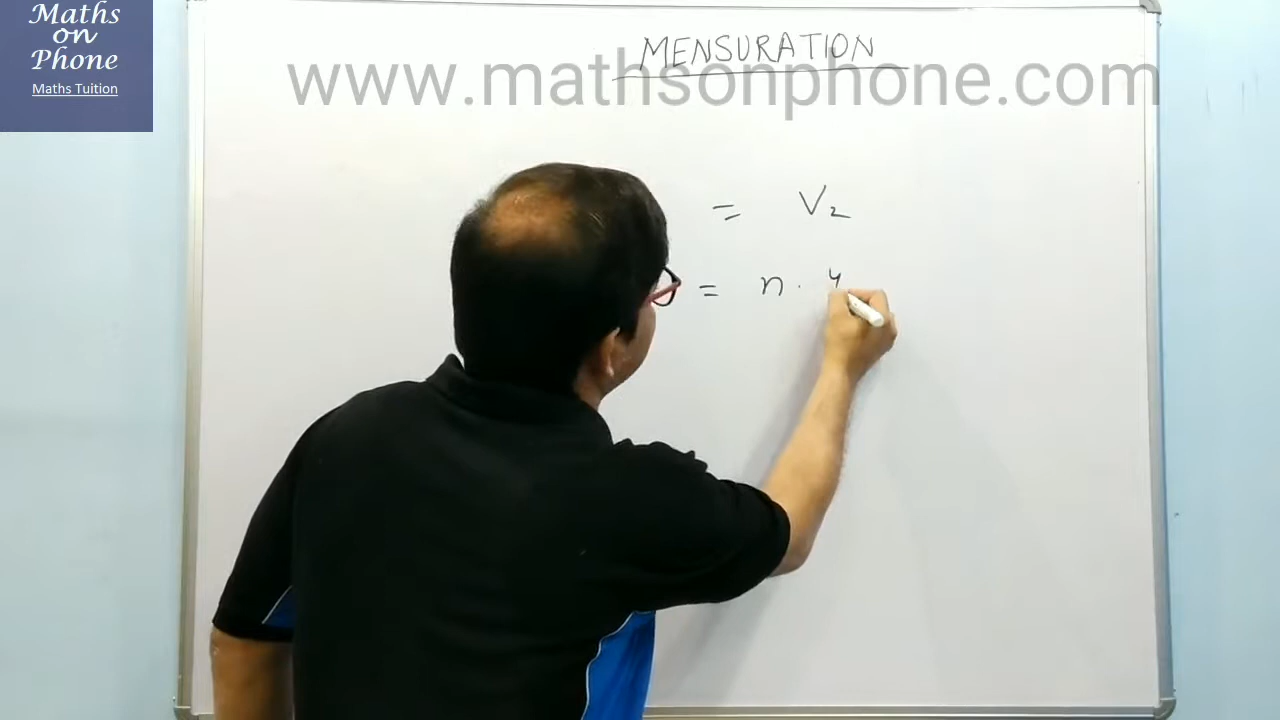 Maths
on
Phone
Maths Tuition
MENSURATION
www.mathsonphone.com
= V₂
= n · 4